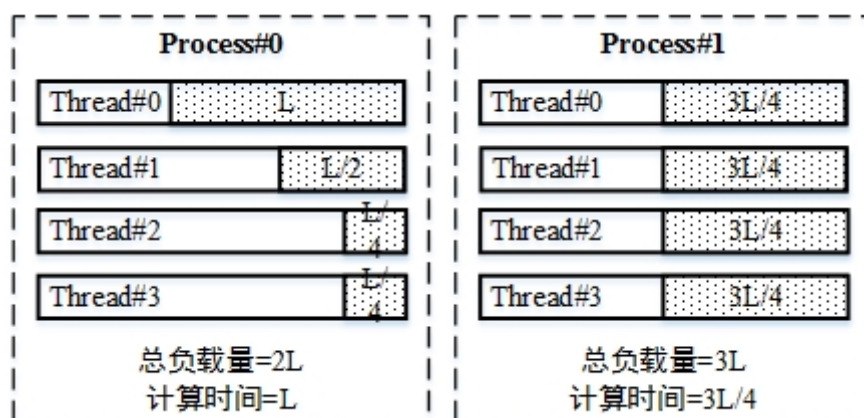 Process#0
Thread#0 L
Thread#1 L/2
Thread#2 L/4
Thread#3 L/4
总负载量=2L
计算时间=L
Process#1
Thread#0 3L/4
Thread#1 3L/4
Thread#2 3L/4
Thread#3 3L/4
总负载量=3L
计算时间=3L/4